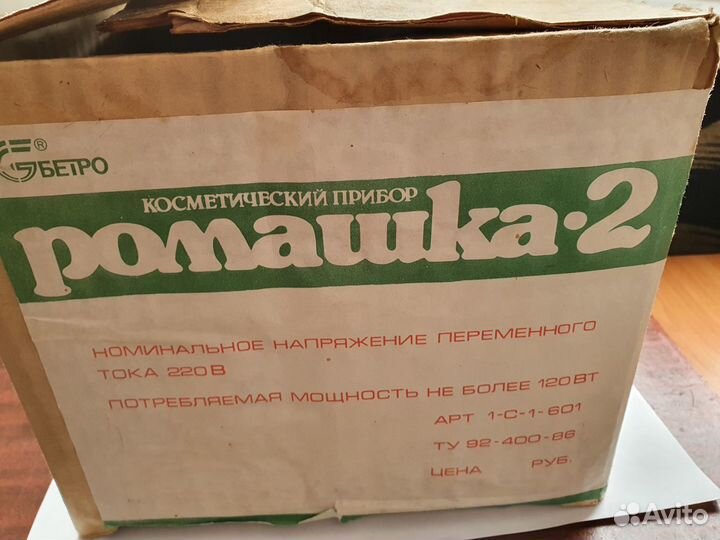 ®
БЕТРО
КОСМЕТИЧЕСКИЙ ПРИБОР
РОМАШКА·2
НОМИНАЛЬНОЕ НАПРЯЖЕНИЕ ПЕРЕМЕННОГО
ТОКА 220 В
ПОТРЕБЛЯЕМАЯ МОЩНОСТЬ НЕ БОЛЕЕ 120 ВТ
АРТ 1-С-1-601
ТУ 92-400-86
ЦЕНА РУБ.
Avito